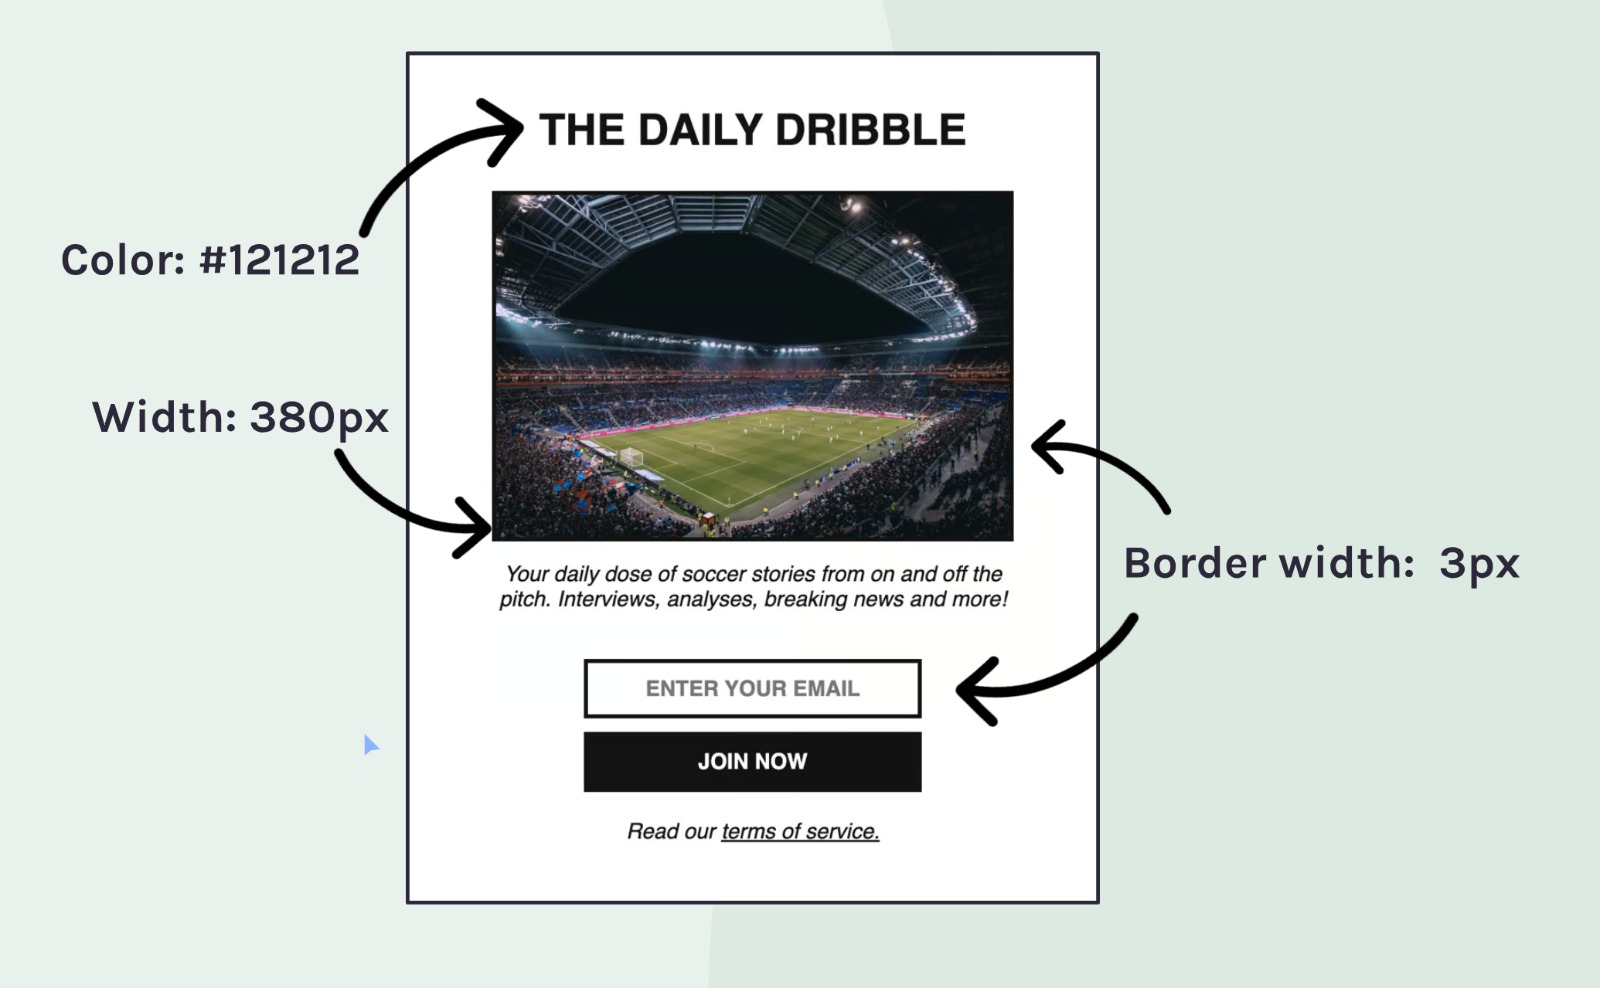 THE DAILY DRIBBLE
Color: #121212
Width: 380px
Border width: 3px
Your daily dose of soccer stories from on and off the
pitch. Interviews, analyses, breaking news and more!
ENTER YOUR EMAIL
JOIN NOW
Read our terms of service.